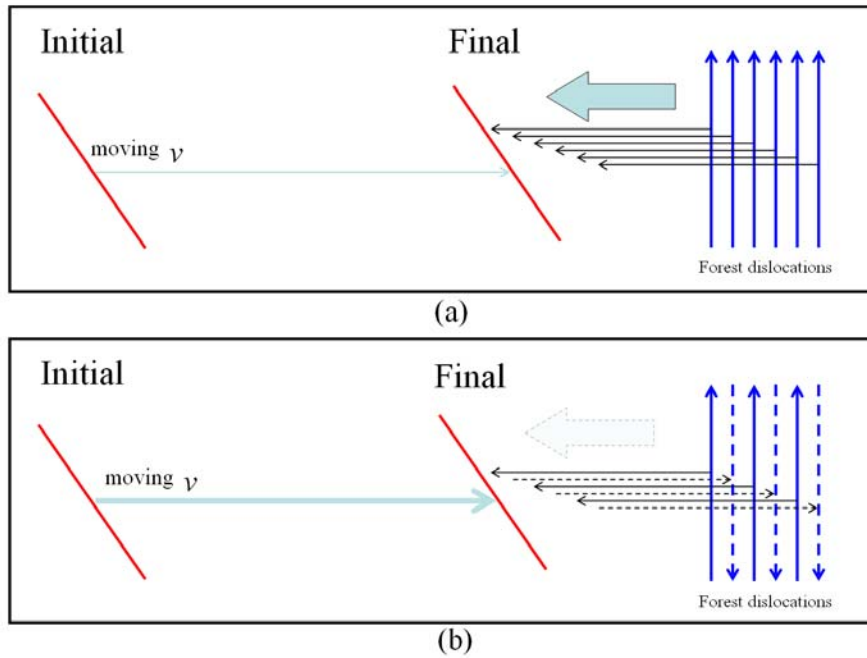 Initial
Final
moving v
Forest dislocations
(a)
Initial
Final
moving v
Forest dislocations
(b)